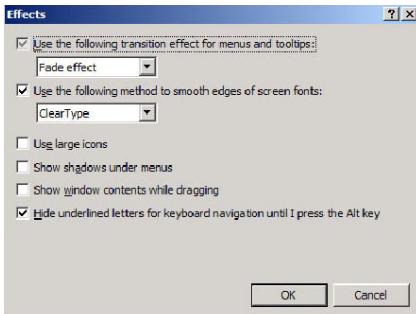 Effects
Use the following transition effect for menus and tooltips:
Fade effect
Use the following method to smooth edges of screen fonts:
ClearType
Use large icons
Show shadows under menus
Show window contents while dragging
Hide underlined letters for keyboard navigation until I press the Alt key
OK Cancel